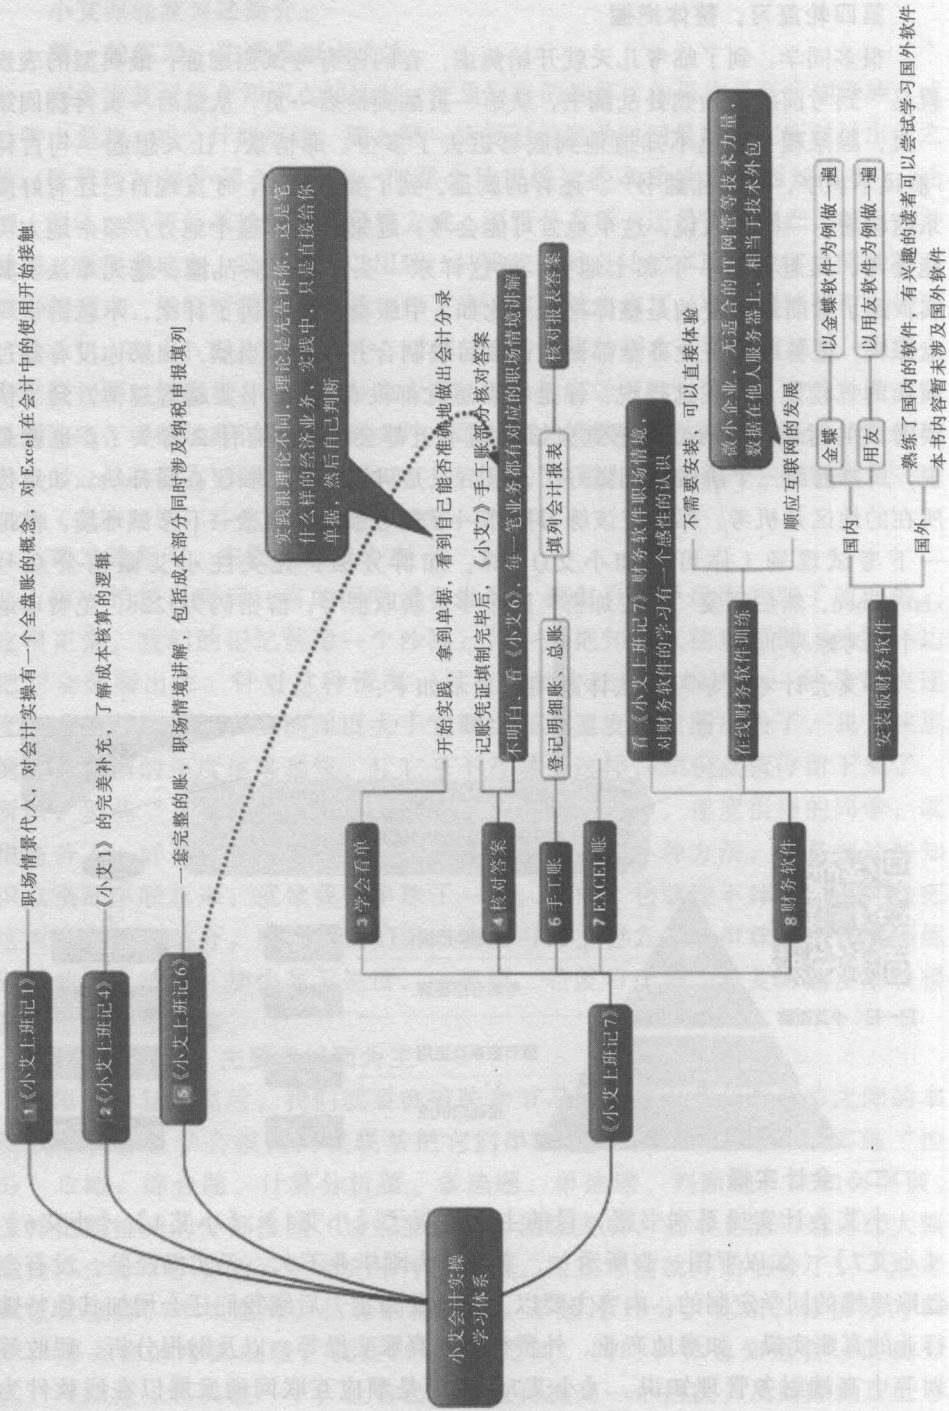 小艾会计实操
学习体系
1《小艾上班记1》
职场情景代入，对会计实操有一个全盘账的概念，对Excel在会计中的使用开始接触
2《小艾上班记4》
《小艾1》的完美补充，了解成本核算的逻辑
5《小艾上班记6》
一套完整的账，职场情境讲解 包括成本部分同时涉及纳税申报填列
《小艾上班记7》
3 学会看单
开始实践，拿到单据，看到自己能否准确地做出会计分录
实践跟理论不同，理论是先告诉你，这是笔
什么样的经济业务，实践中，只是直接给你
单据，然后自己判断
4 核对答案
记账凭证填制完毕后，《小艾7》手工账部分核对答案
不明白，看《小艾6》，每一笔业务都有对应的职场情境讲解
6 手工账
登记明细账、总账
填列会计报表
核对报表答案
7 EXCEL账
8 财务软件
看《小艾上班记7》财务软件职场情境，
对财务软件的学习有一个感性的认识
在线财务软件训练
不需要安装，可以直接体验
微小企业，无适合的IT网管等技术力量，
数据在他人服务器上，相当于技术外包
顺应互联网的发展
安装版财务软件
国内
金蝶
以金蝶软件为例做一遍
用友
以用友软件为例做一遍
国外
熟练了国内的软件，有兴趣的读者可以尝试学习国外软件
本书内容暂未涉及国外软件